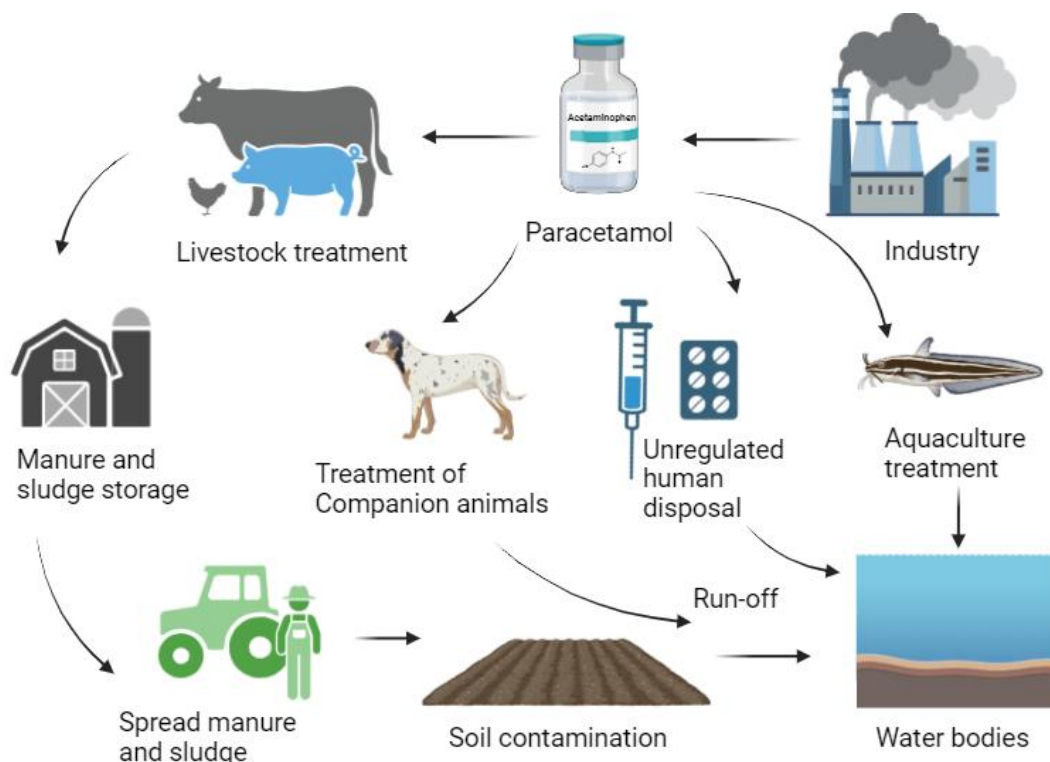 Acetaminophen
Paracetamol
Livestock treatment
Industry
Manure and
sludge storage
Treatment of
Companion animals
Unregulated
human
disposal
Aquaculture
treatment
Run-off
Spread manure
and sludge
Soil contamination
Water bodies